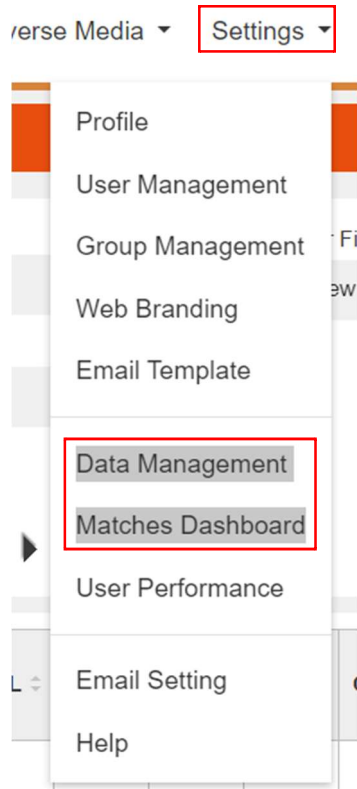 verse Media Settings
Profile
User Management
Group Management
Web Branding
Email Template
Data Management
Matches Dashboard
User Performance
Email Setting
Help